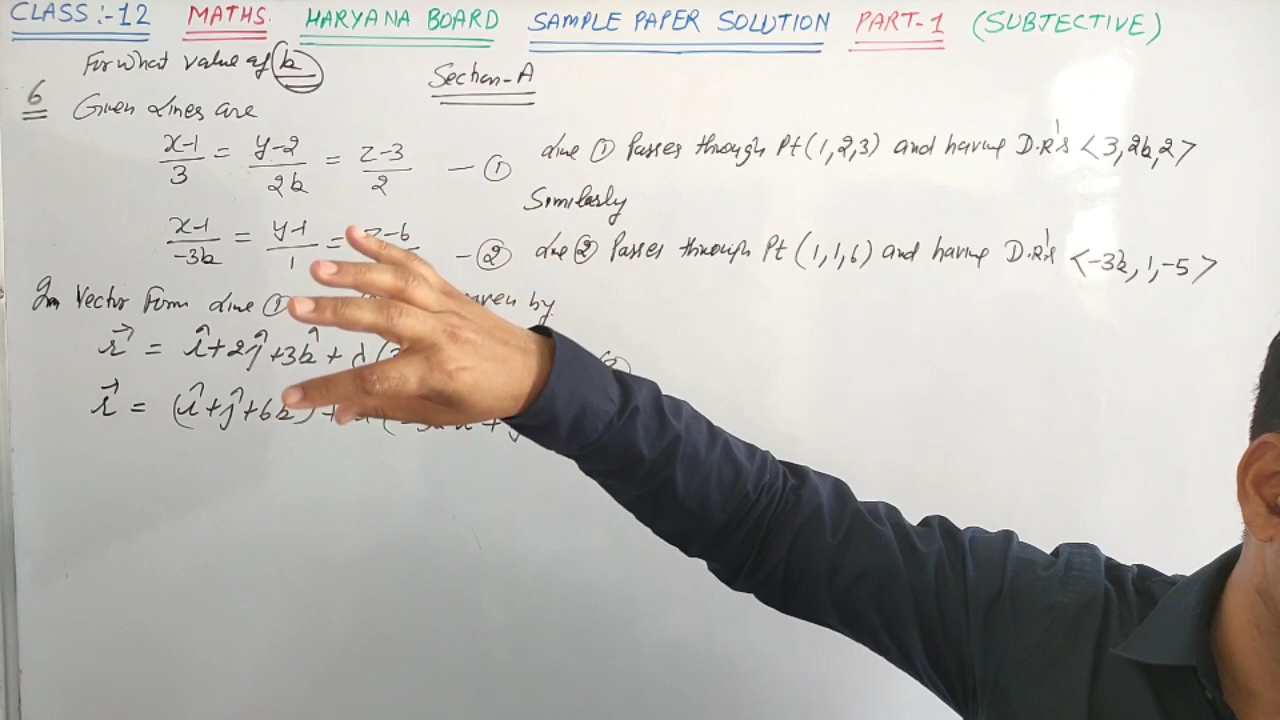 CLASS :- 12 MATHS. HARYANA BOARD SAMPLE PAPER SOLUTION PART-1 (SUBJECTIVE)
For what value of k
Section-A
6 Given lines are
x-1/3 = y-2/2k = z-3/2 — ①
line ① Passes through Pt (1,2,3) and having D.R's <3,2k,2>
Similarly
x-1/-3k = y-1/1 = z-6 — ②
line ② Passes through Pt (1,1,6) and having D.R's <-3k,1,-5>
In Vector Form line ① by
r⃗ = î+2ĵ+3k̂ + λ(
r⃗ = (î+ĵ+6k̂) +